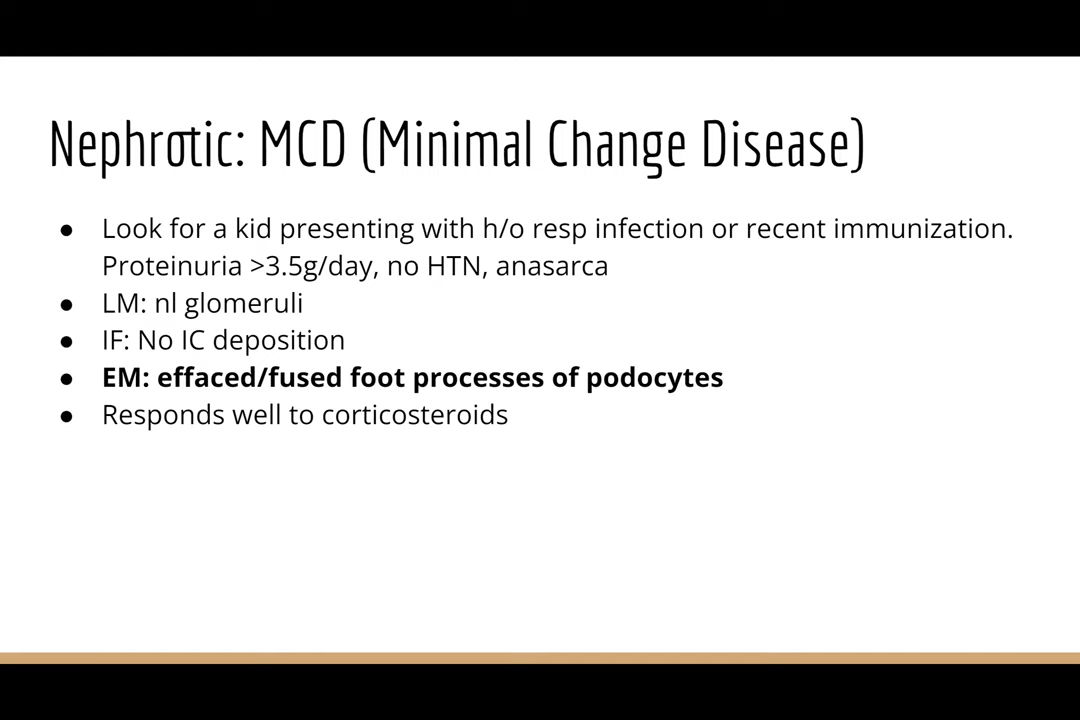 Nephrotic: MCD (Minimal Change Disease)
● Look for a kid presenting with h/o resp infection or recent immunization.
Proteinuria >3.5g/day, no HTN, anasarca
● LM: nl glomeruli
● IF: No IC deposition
● EM: effaced/fused foot processes of podocytes
● Responds well to corticosteroids